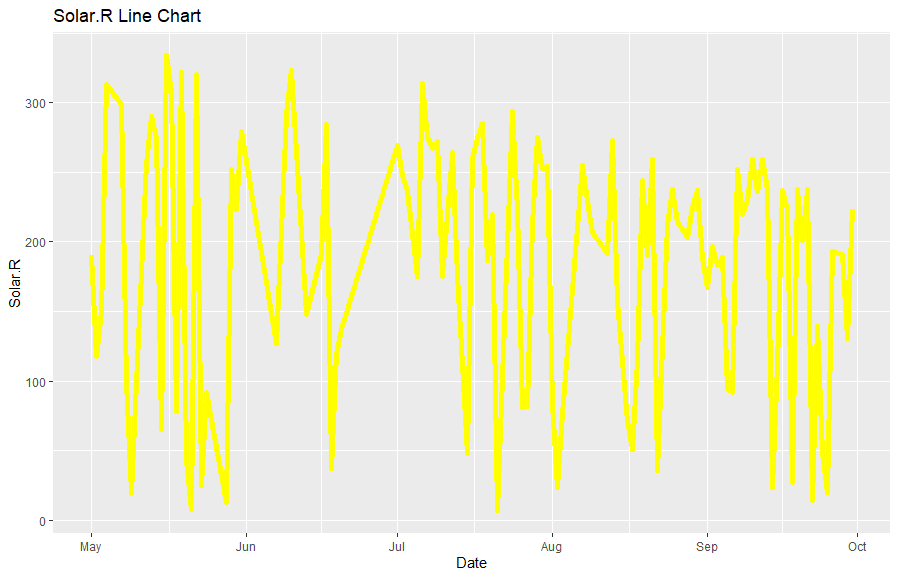 Solar.R Line Chart
300
200
100
0
Solar.R
May Jun Jul Aug Sep Oct
Date